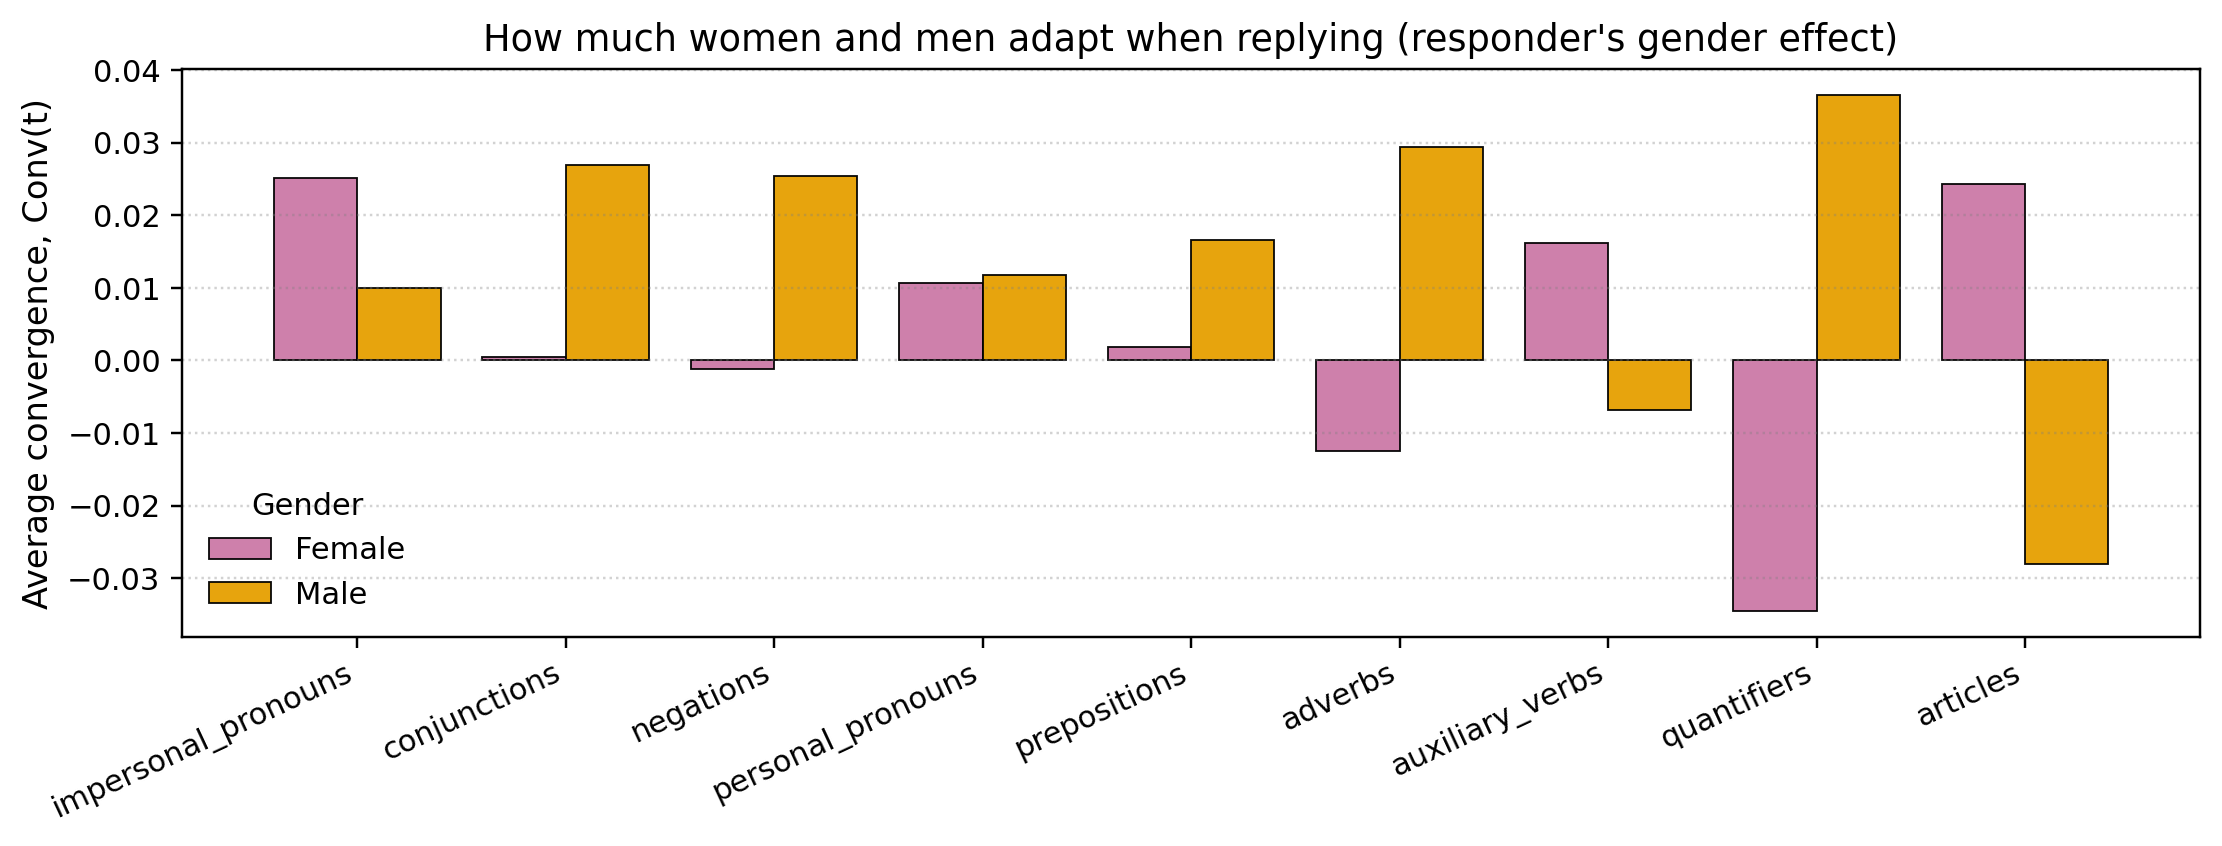 How much women and men adapt when replying (responder's gender effect)
Average convergence, Conv(t)
0.04
0.03
0.02
0.01
0.00
−0.01
−0.02
−0.03
Gender
Female
Male
impersonal_pronouns
conjunctions
negations
personal_pronouns
prepositions
adverbs
auxiliary_verbs
quantifiers
articles